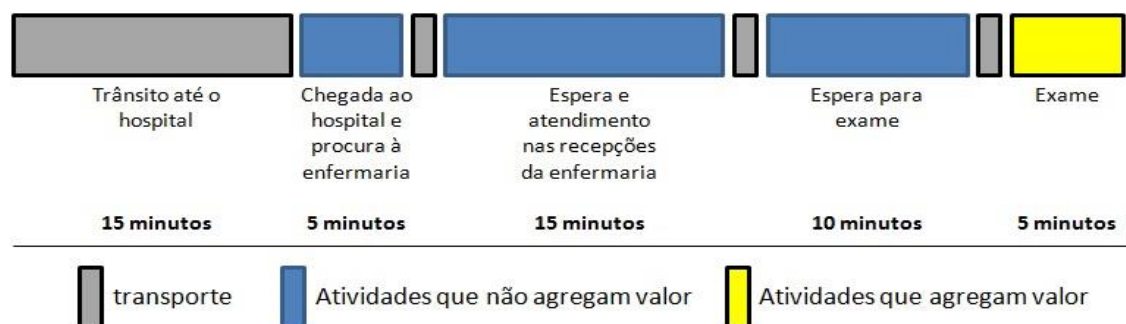 Trânsito até o
hospital
Chegada ao
hospital e
procura à
enfermaria
Espera e
atendimento
nas recepções
da enfermaria
Espera para
exame
Exame
15 minutos
5 minutos
15 minutos
10 minutos
5 minutos
transporte
Atividades que não agregam valor
Atividades que agregam valor